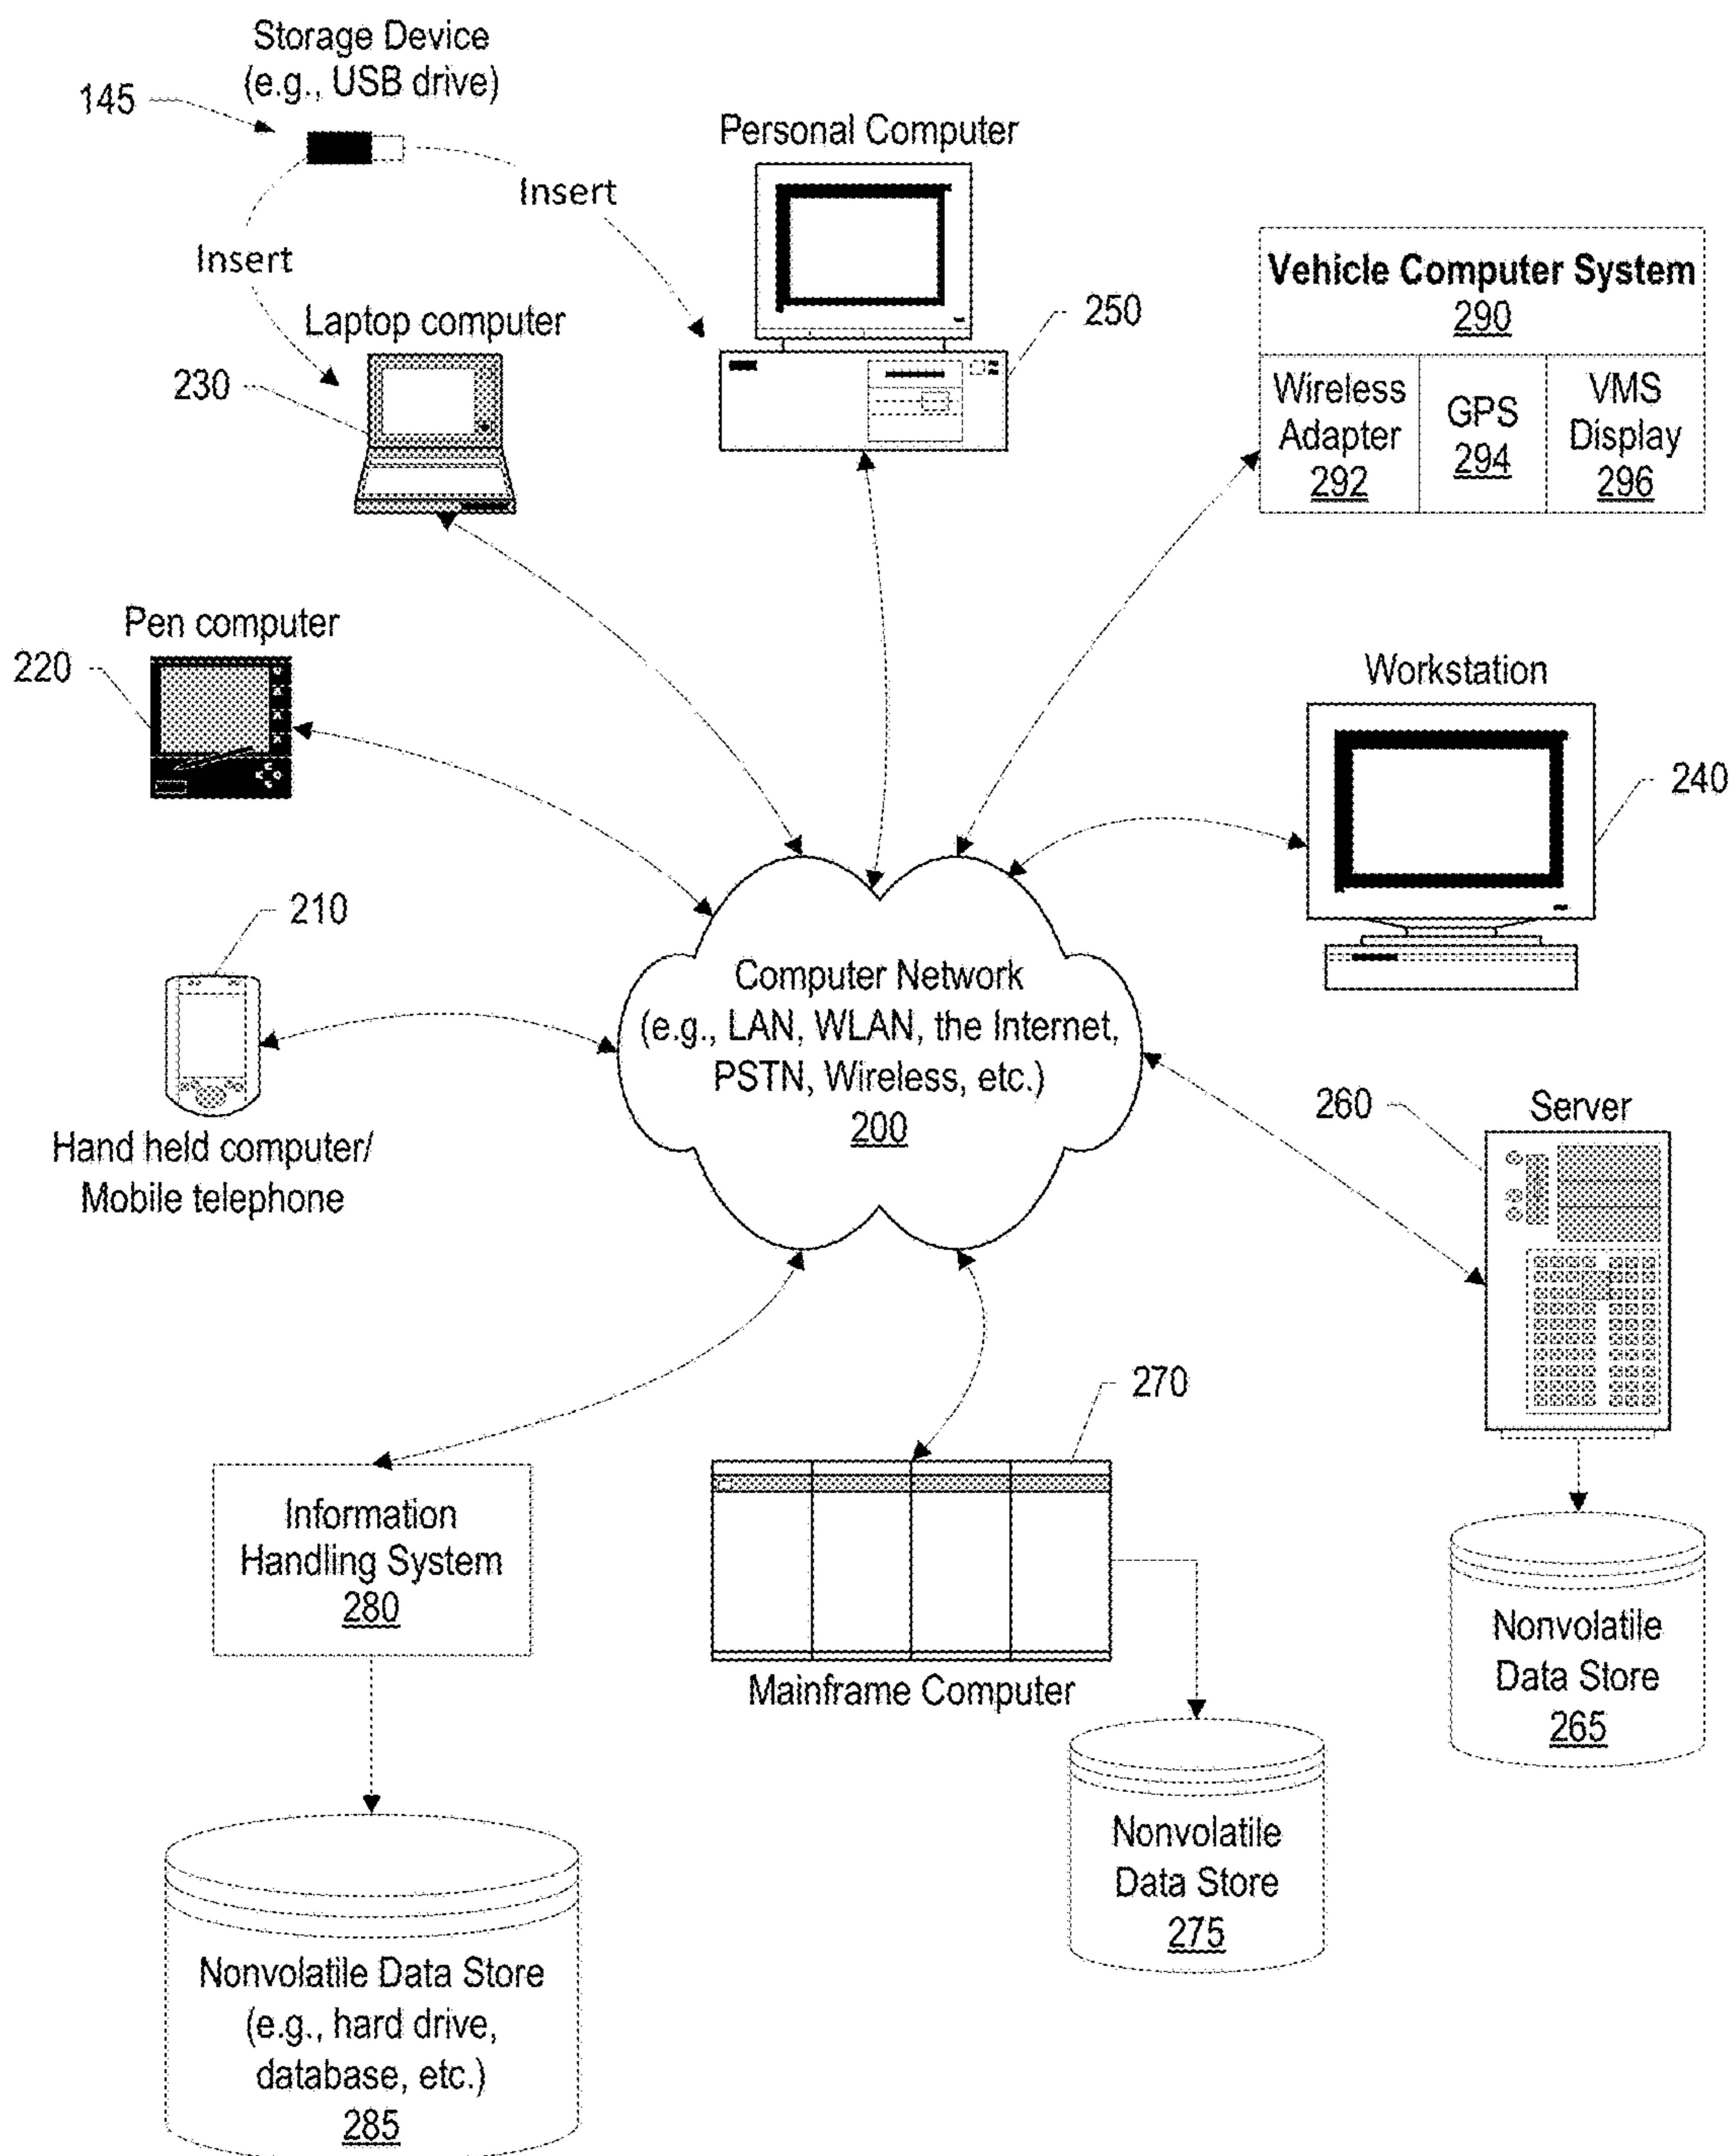 Storage Device
(e.g., USB drive)
145
Insert
Insert
Personal Computer
250
Laptop computer
230
Vehicle Computer System
290
Wireless
Adapter
292
GPS
294
VMS
Display
296
Pen computer
220
Workstation
240
210
Hand held computer/
Mobile telephone
Computer Network
(e.g., LAN, WLAN, the Internet,
PSTN, Wireless, etc.)
200
260
Server
Nonvolatile
Data Store
265
270
Mainframe Computer
Nonvolatile
Data Store
275
Information
Handling System
280
Nonvolatile Data Store
(e.g., hard drive,
database, etc.)
285